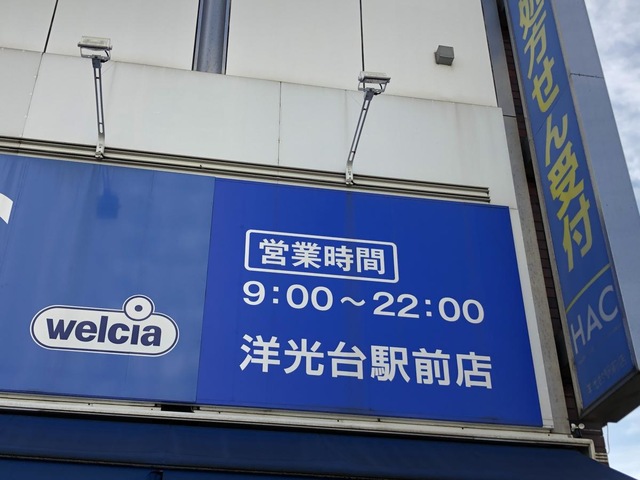 処方せん受付
HAC
営業時間
9:00～22:00
welcia
洋光台駅前店